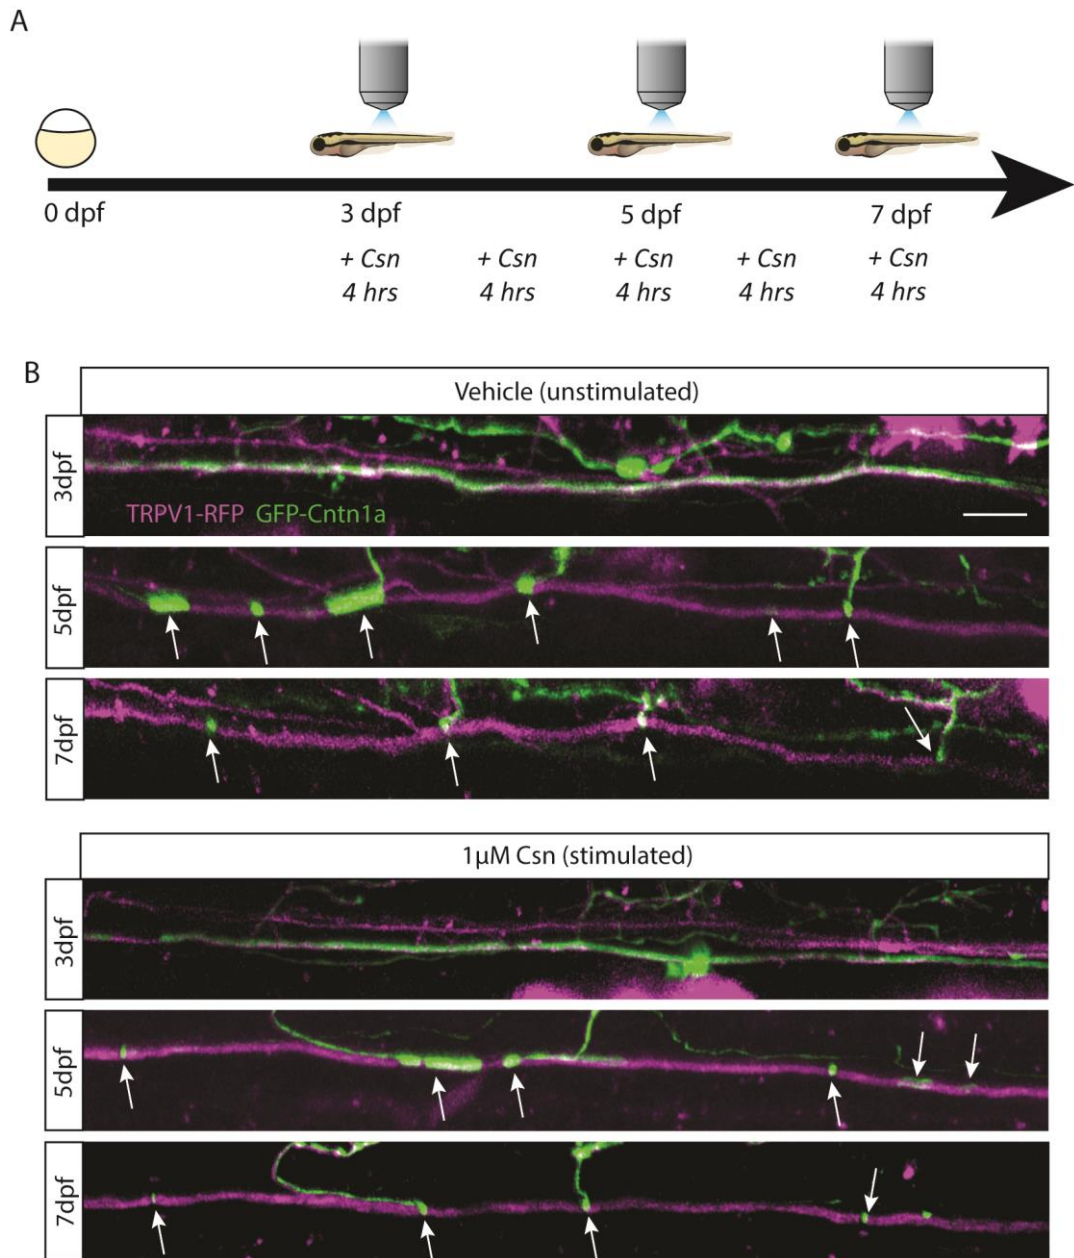 A
0 dpf
3 dpf
5 dpf
7 dpf
+ Csn
4 hrs
+ Csn
4 hrs
+ Csn
4 hrs
+ Csn
4 hrs
+ Csn
4 hrs
B
Vehicle (unstimulated)
3dpf
TRPV1-RFP GFP-Cntn1a
5dpf
7dpf
1µM Csn (stimulated)
3dpf
5dpf
7dpf